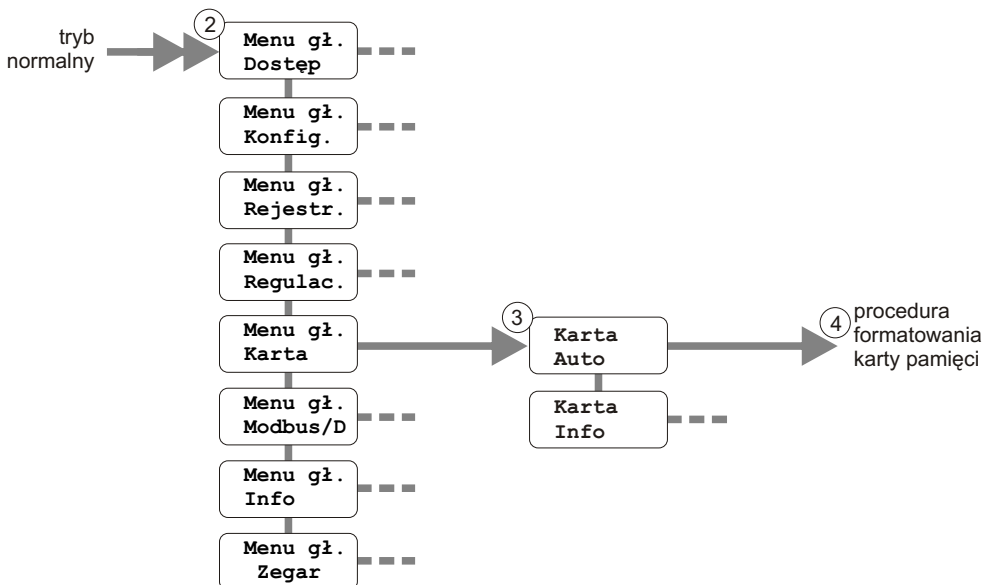 tryb
normalny
2
Menu gł.
Dostęp
Menu gł.
Konfig.
Menu gł.
Rejestr.
Menu gł.
Regulac.
Menu gł.
Karta
3
Karta
Auto
4
procedura
formatowania
karty pamięci
Karta
Info
Menu gł.
Modbus/D
Menu gł.
Info
Menu gł.
Zegar